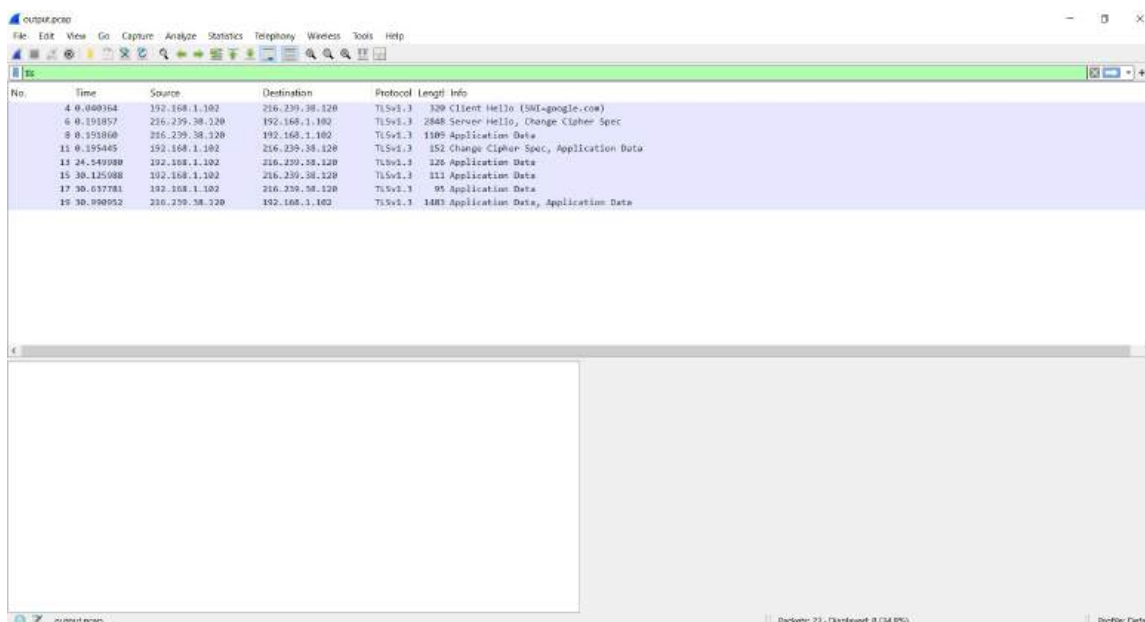 output.pcap
File Edit View Go Capture Analyze Statistics Telephony Wireless Tools Help
tls
No. Time Source Destination Protocol Length Info
4 0.040364 192.168.1.102 216.239.38.120 TLSv1.3 320 Client Hello (SNI=google.com)
6 0.191857 216.239.38.120 192.168.1.102 TLSv1.3 2848 Server Hello, Change Cipher Spec
8 0.191860 216.239.38.120 192.168.1.102 TLSv1.3 1109 Application Data
11 0.195445 192.168.1.102 216.239.38.120 TLSv1.3 152 Change Cipher Spec, Application Data
13 24.549980 192.168.1.102 216.239.38.120 TLSv1.3 126 Application Data
15 30.125988 192.168.1.102 216.239.38.120 TLSv1.3 111 Application Data
17 30.637781 192.168.1.102 216.239.38.120 TLSv1.3 95 Application Data
19 30.990952 216.239.38.120 192.168.1.102 TLSv1.3 1483 Application Data, Application Data
output.pcap Packets: 23 · Displayed: 8 (34.8%) Profile: